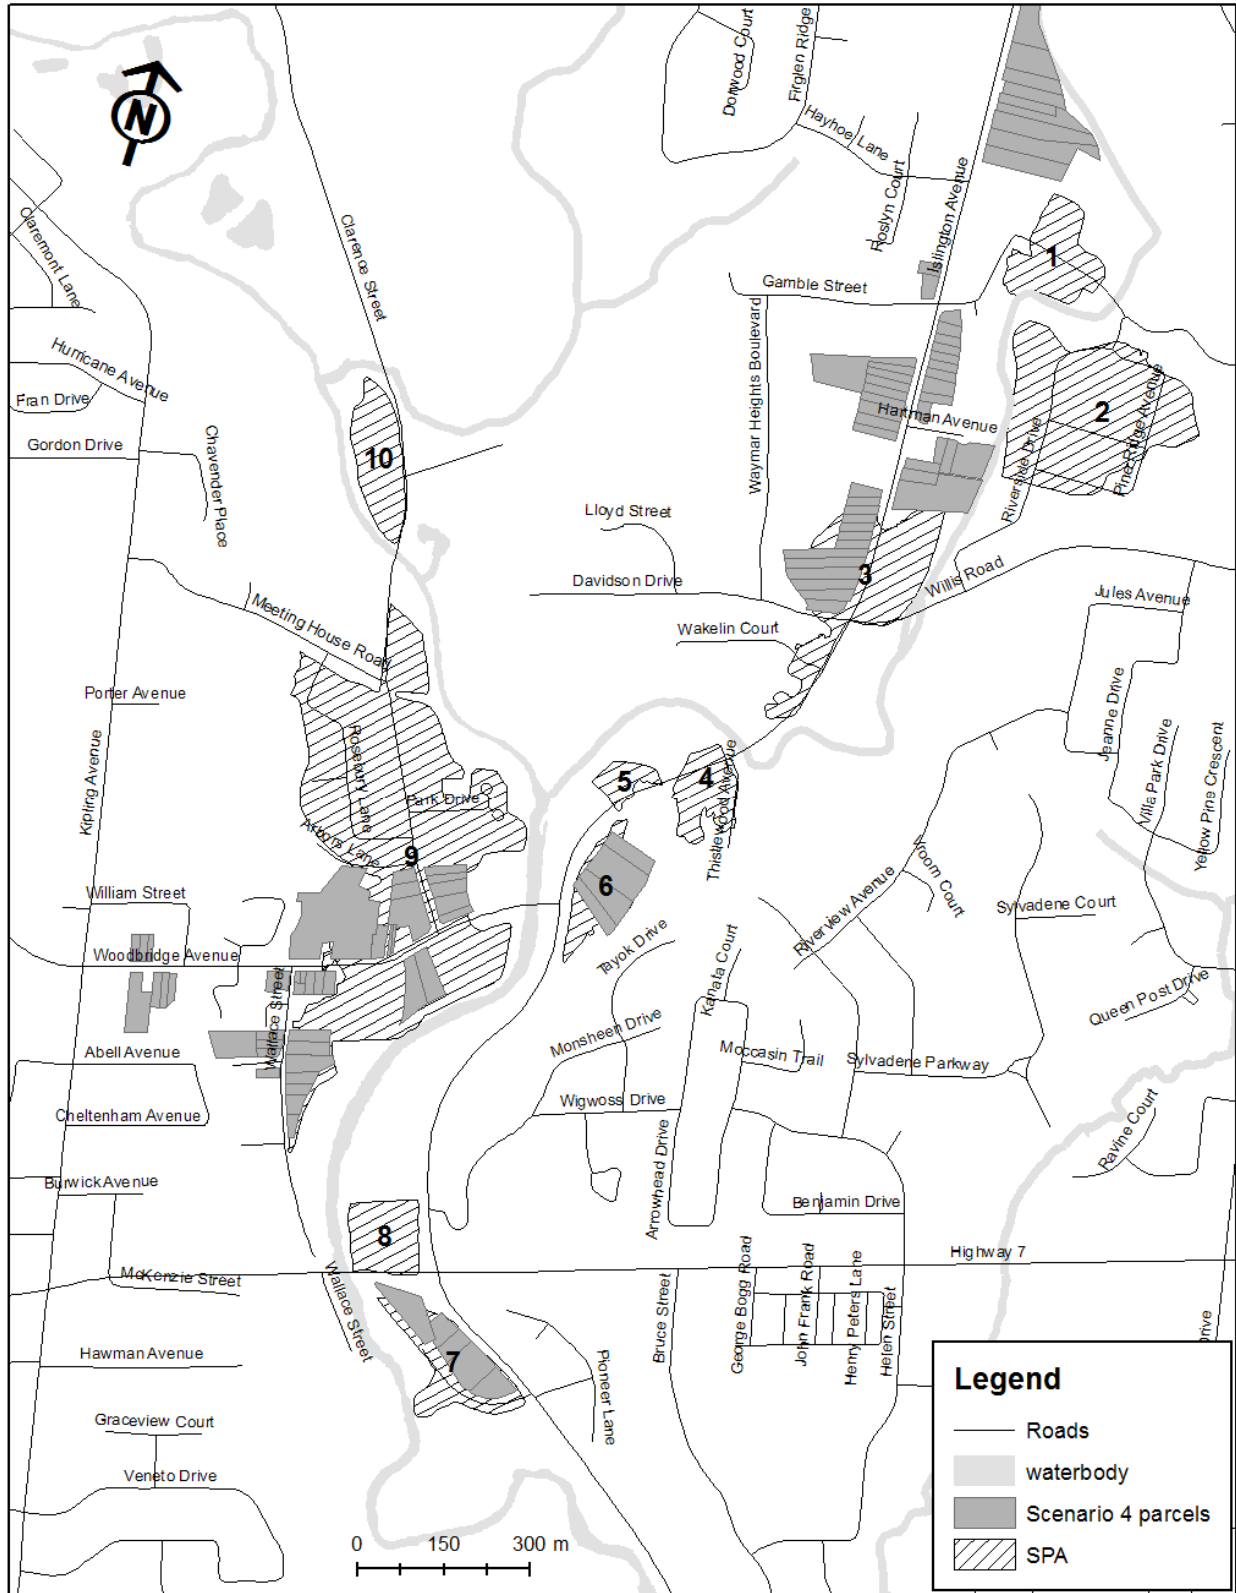 Dorwood Court
Firglen Ridge
Hayhoe Lane
Roslyn Court
Islington Avenue
N
Claremont Lane
Clarence Street
1
Gamble Street
Waymar Heights Boulevard
Hurricane Avenue
Fran Drive
Gordon Drive
Chavender Place
10
Hartman Avenue
2
Riverside Drive
Pine Ridge Avenue
Lloyd Street
Davidson Drive
3
Willis Road
Jules Avenue
Meeting House Road
Wakelin Court
Porter Avenue
Jeanne Drive
Villa Park Drive
Yellow Pine Crescent
Kipling Avenue
Rosebury Lane
Park Drive
5
4
Thistlewood Avenue
Arbors Lane
9
6
William Street
Woodbridge Avenue
Wallace Street
Tayok Drive
Kanata Court
Riverview Avenue
Vroom Court
Sylvadene Court
Queen Post Drive
Abell Avenue
Monsheen Drive
Moccasin Trail
Sylvadene Parkway
Cheltenham Avenue
Wigwoss Drive
Arrowhead Drive
Ravine Court
Burwick Avenue
Benjamin Drive
8
Highway 7
McKenzie Street
Wallace Street
Bruce Street
George Bogg Road
John Frank Road
Henry Peters Lane
Helen Street
Drive
Hawman Avenue
7
Pioneer Lane
Graceview Court
Veneto Drive
0 150 300 m
Legend
Roads
waterbody
Scenario 4 parcels
SPA